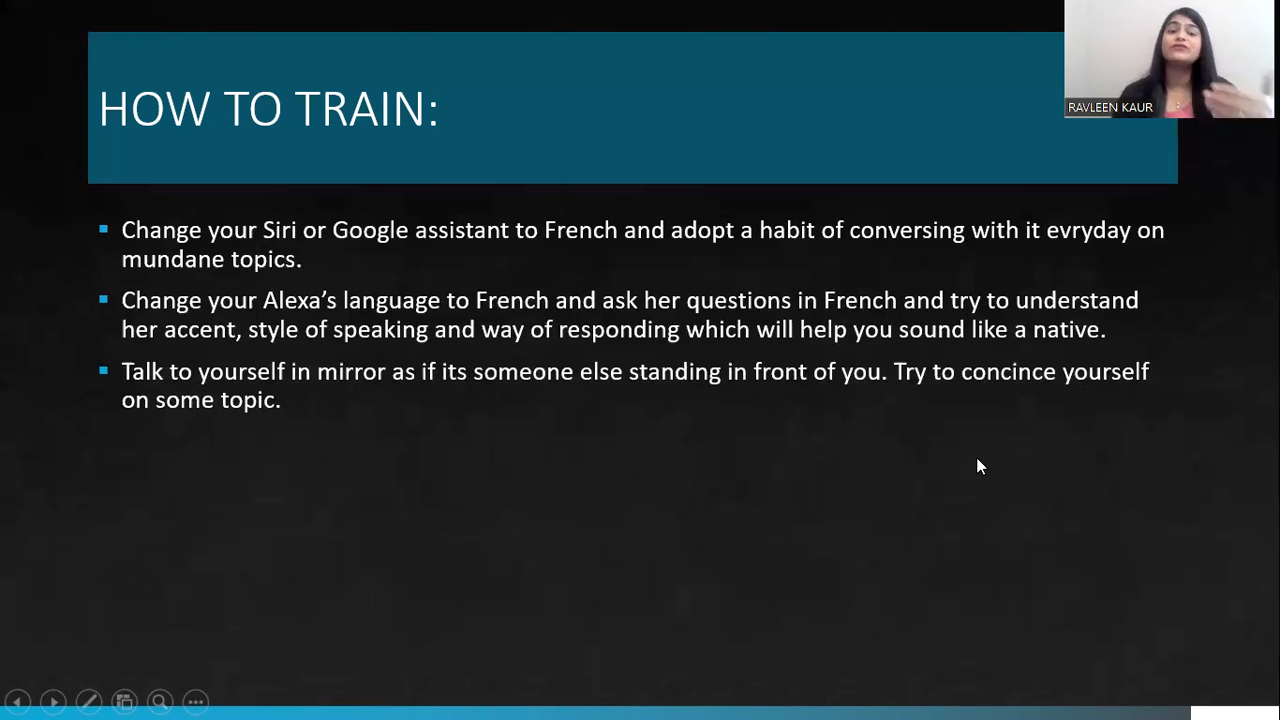 HOW TO TRAIN:
RAVLEEN KAUR
Change your Siri or Google assistant to French and adopt a habit of conversing with it evryday on
mundane topics.
Change your Alexa’s language to French and ask her questions in French and try to understand
her accent, style of speaking and way of responding which will help you sound like a native.
Talk to yourself in mirror as if its someone else standing in front of you. Try to concince yourself
on some topic.